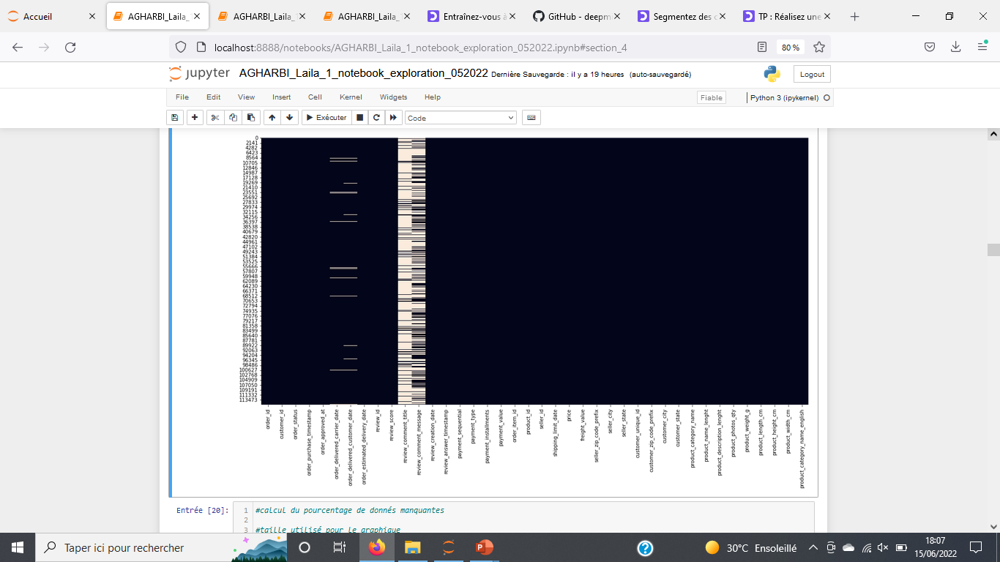 Accueil
AGHARBI_Laila_1
AGHARBI_Laila_
AGHARBI_Laila_
Entraînez-vous à
GitHub - deepm
Segmentez des c
TP : Réalisez une
localhost:8888/notebooks/AGHARBI_Laila_1_notebook_exploration_052022.ipynb#section_4
80 %
jupyter AGHARBI_Laila_1_notebook_exploration_052022 Dernière Sauvegarde : il y a 19 heures (auto-sauvegardé)
Logout
File Edit View Insert Cell Kernel Widgets Help
Fiable
Python 3 (ipykernel)
Exécuter
Code
0
2141
4282
6423
8564
10705
12846
14987
17128
19269
21410
23551
25692
27833
29974
32115
34256
36397
38538
40679
42820
44961
47102
49243
51384
53525
55666
57807
59948
62089
64230
66371
68512
70653
72794
74935
77076
79217
81358
83499
85640
87781
89922
92063
94204
96345
98486
100627
102768
104909
107050
109191
111332
113473
order_id
customer_id
order_status
order_purchase_timestamp
order_approved_at
order_delivered_carrier_date
order_delivered_customer_date
order_estimated_delivery_date
review_id
review_score
review_comment_title
review_comment_message
review_creation_date
review_answer_timestamp
payment_sequential
payment_type
payment_installments
payment_value
order_item_id
product_id
seller_id
shipping_limit_date
price
freight_value
seller_zip_code_prefix
seller_city
seller_state
customer_unique_id
customer_zip_code_prefix
customer_city
customer_state
product_category_name
product_name_lenght
product_description_lenght
product_photos_qty
product_weight_g
product_length_cm
product_height_cm
product_width_cm
product_category_name_english
Entrée [20]:
1 #calcul du pourcentage de donnés manquantes
2
3 #taille utilisé pour le graphique
Taper ici pour rechercher
30°C Ensoleillé
18:07
15/06/2022